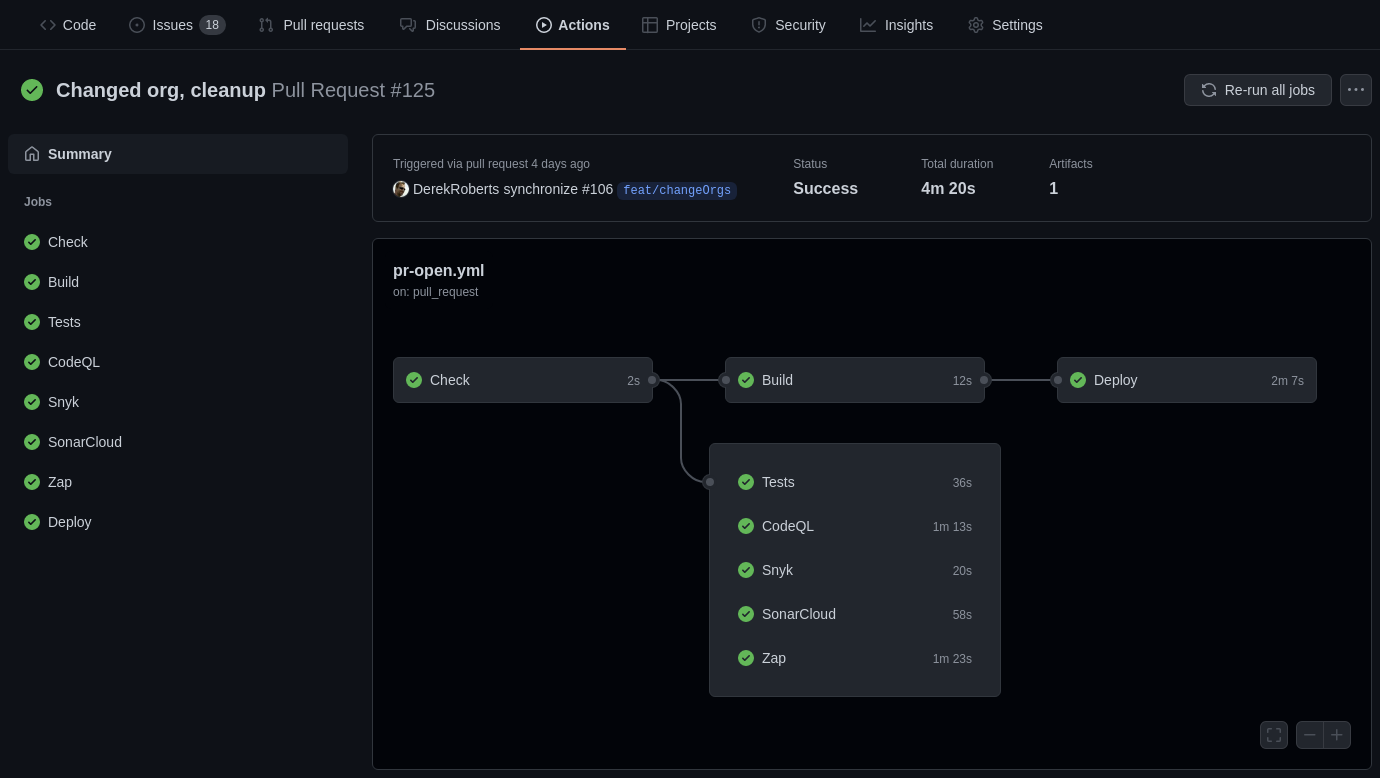 Code Issues 18 Pull requests Discussions Actions Projects Security Insights Settings
Changed org, cleanup Pull Request #125
Re-run all jobs
Summary
Jobs
Check
Build
Tests
CodeQL
Snyk
SonarCloud
Zap
Deploy
Triggered via pull request 4 days ago
DerekRoberts synchronize #106 feat/changeOrgs
Status
Success
Total duration
4m 20s
Artifacts
1
pr-open.yml
on: pull_request
Check 2s
Build 12s
Deploy 2m 7s
Tests 36s
CodeQL 1m 13s
Snyk 20s
SonarCloud 58s
Zap 1m 23s